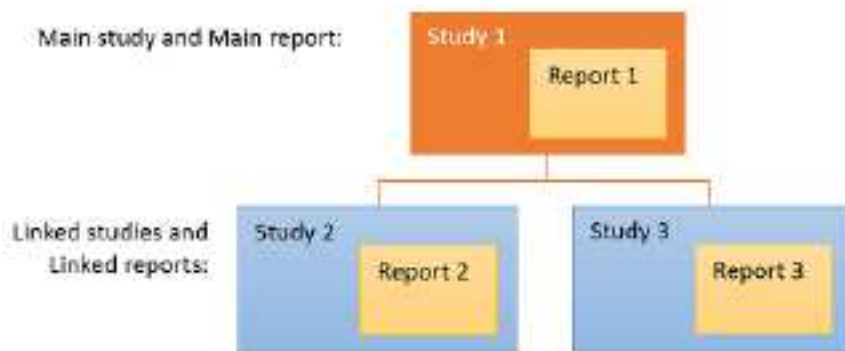 Main study and Main report:
Study 1
Report 1
Linked studies and
Linked reports:
Study 2
Report 2
Study 3
Report 3